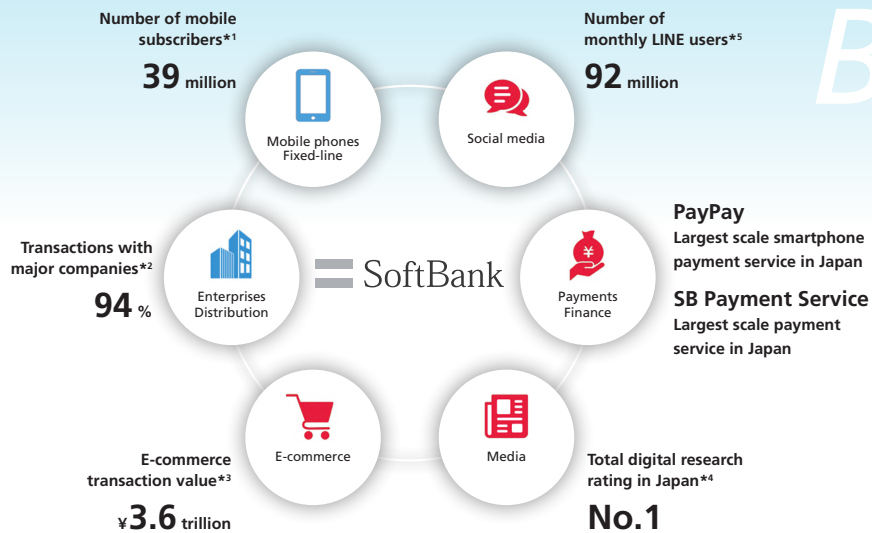 Number of mobile
subscribers*1
39 million
Mobile phones
Fixed-line
Number of
monthly LINE users*5
92 million
Social media
B
Transactions with
major companies*2
94 %
Enterprises
Distribution
SoftBank
¥
Payments
Finance
PayPay
Largest scale smartphone
payment service in Japan
SB Payment Service
Largest scale payment
service in Japan
E-commerce
transaction value*3
¥3.6 trillion
E-commerce
Media
Total digital research
rating in Japan*4
No.1